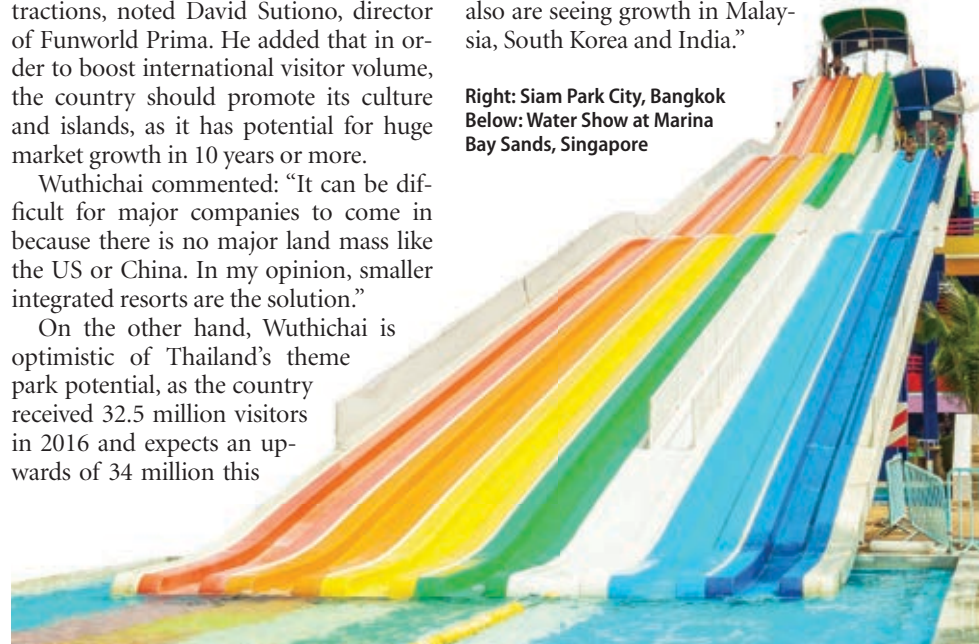 tractions, noted David Sutiono, director
of Funworld Prima. He added that in or-
der to boost international visitor volume,
the country should promote its culture
and islands, as it has potential for huge
market growth in 10 years or more.
Wuthichai commented: “It can be dif-
ficult for major companies to come in
because there is no major land mass like
the US or China. In my opinion, smaller
integrated resorts are the solution.”
On the other hand, Wuthichai is
optimistic of Thailand’s theme
park potential, as the country
received 32.5 million visitors
in 2016 and expects an up-
wards of 34 million this
also are seeing growth in Malay-
sia, South Korea and India.”
Right: Siam Park City, Bangkok
Below: Water Show at Marina
Bay Sands, Singapore